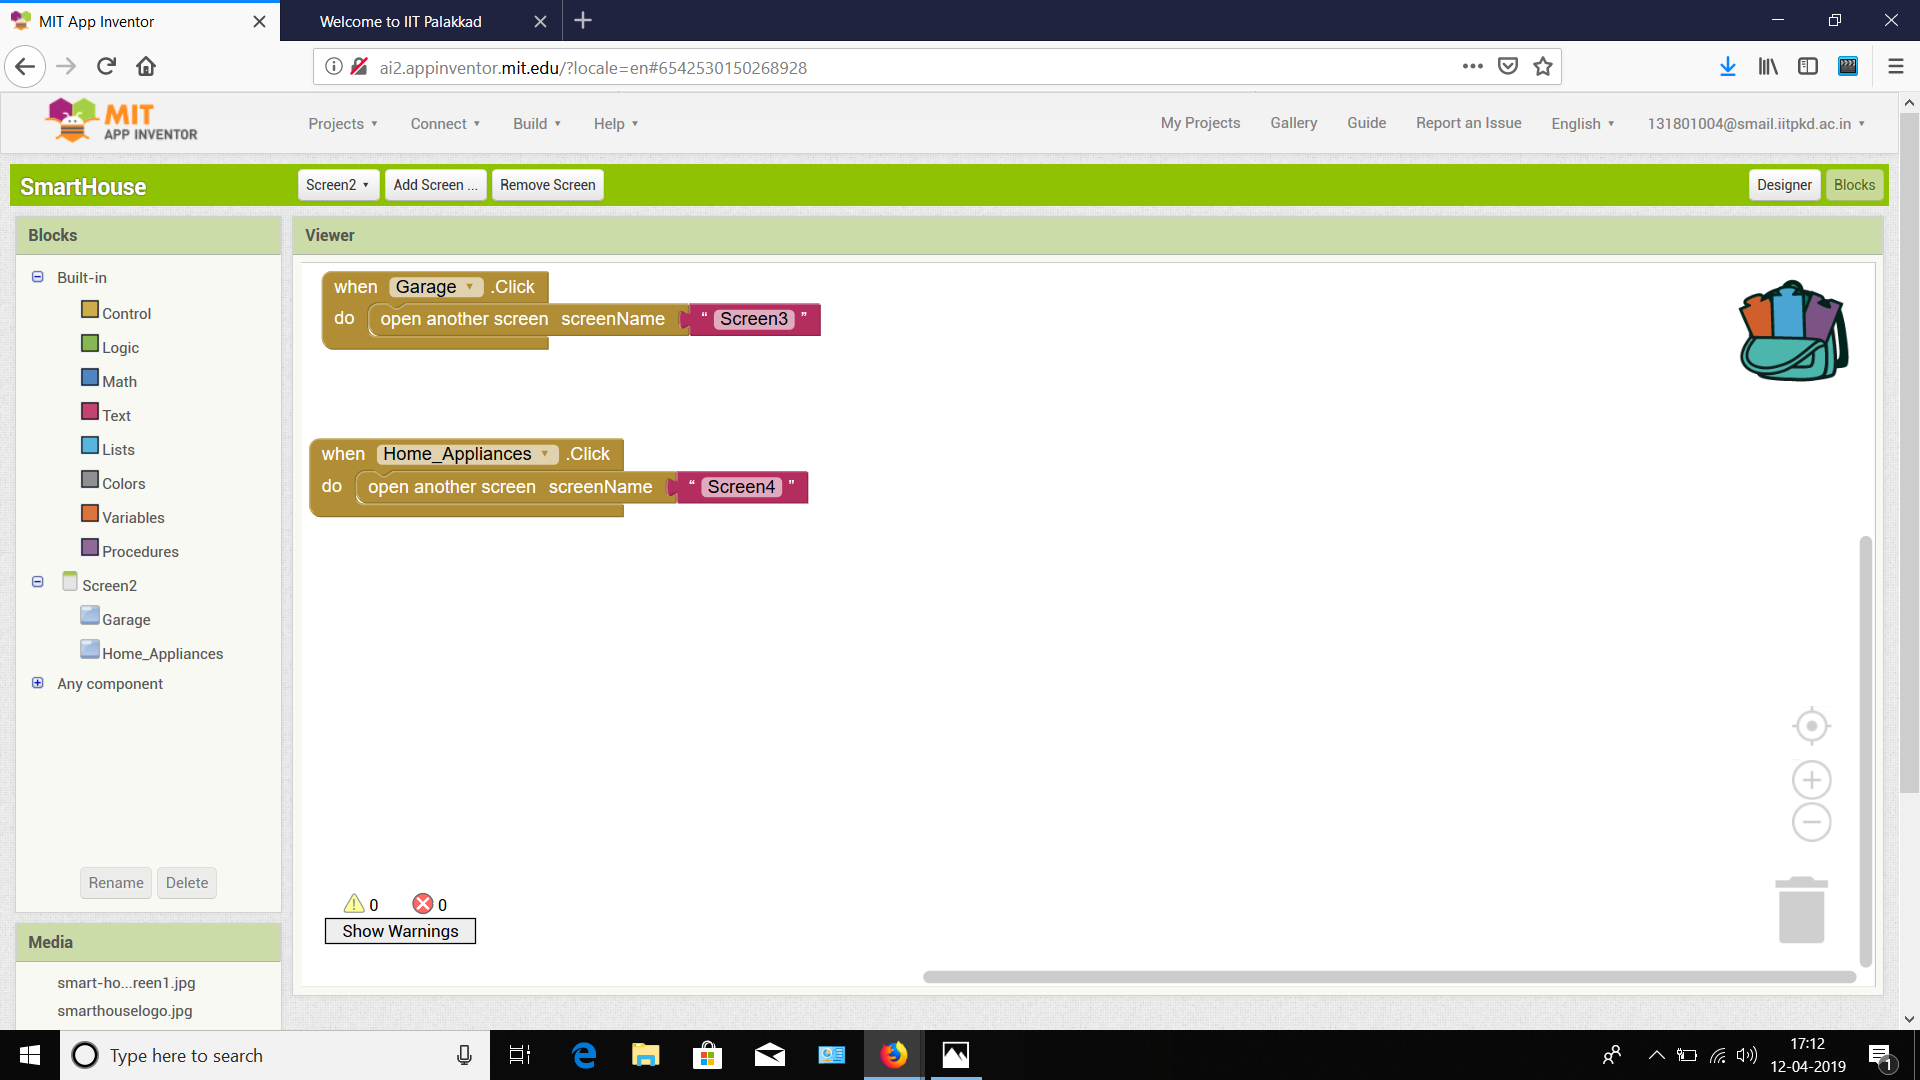 MIT App Inventor
Welcome to IIT Palakkad
ai2.appinventor.mit.edu/?locale=en#6542530150268928
MIT
APP INVENTOR
Projects Connect Build Help My Projects Gallery Guide Report an Issue English 131801004@smail.iitpkd.ac.in
SmartHouse Screen2 Add Screen ... Remove Screen Designer Blocks
Blocks
Built-in
Control
Logic
Math
Text
Lists
Colors
Variables
Procedures
Screen2
Garage
Home_Appliances
Any component
Rename Delete
Media
smart-ho...reen1.jpg
smarthouselogo.jpg
Viewer
when Garage .Click
do open another screen screenName “ Screen3 ”
when Home_Appliances .Click
do open another screen screenName “ Screen4 ”
0 0
Show Warnings
Type here to search
17:12
12-04-2019
1